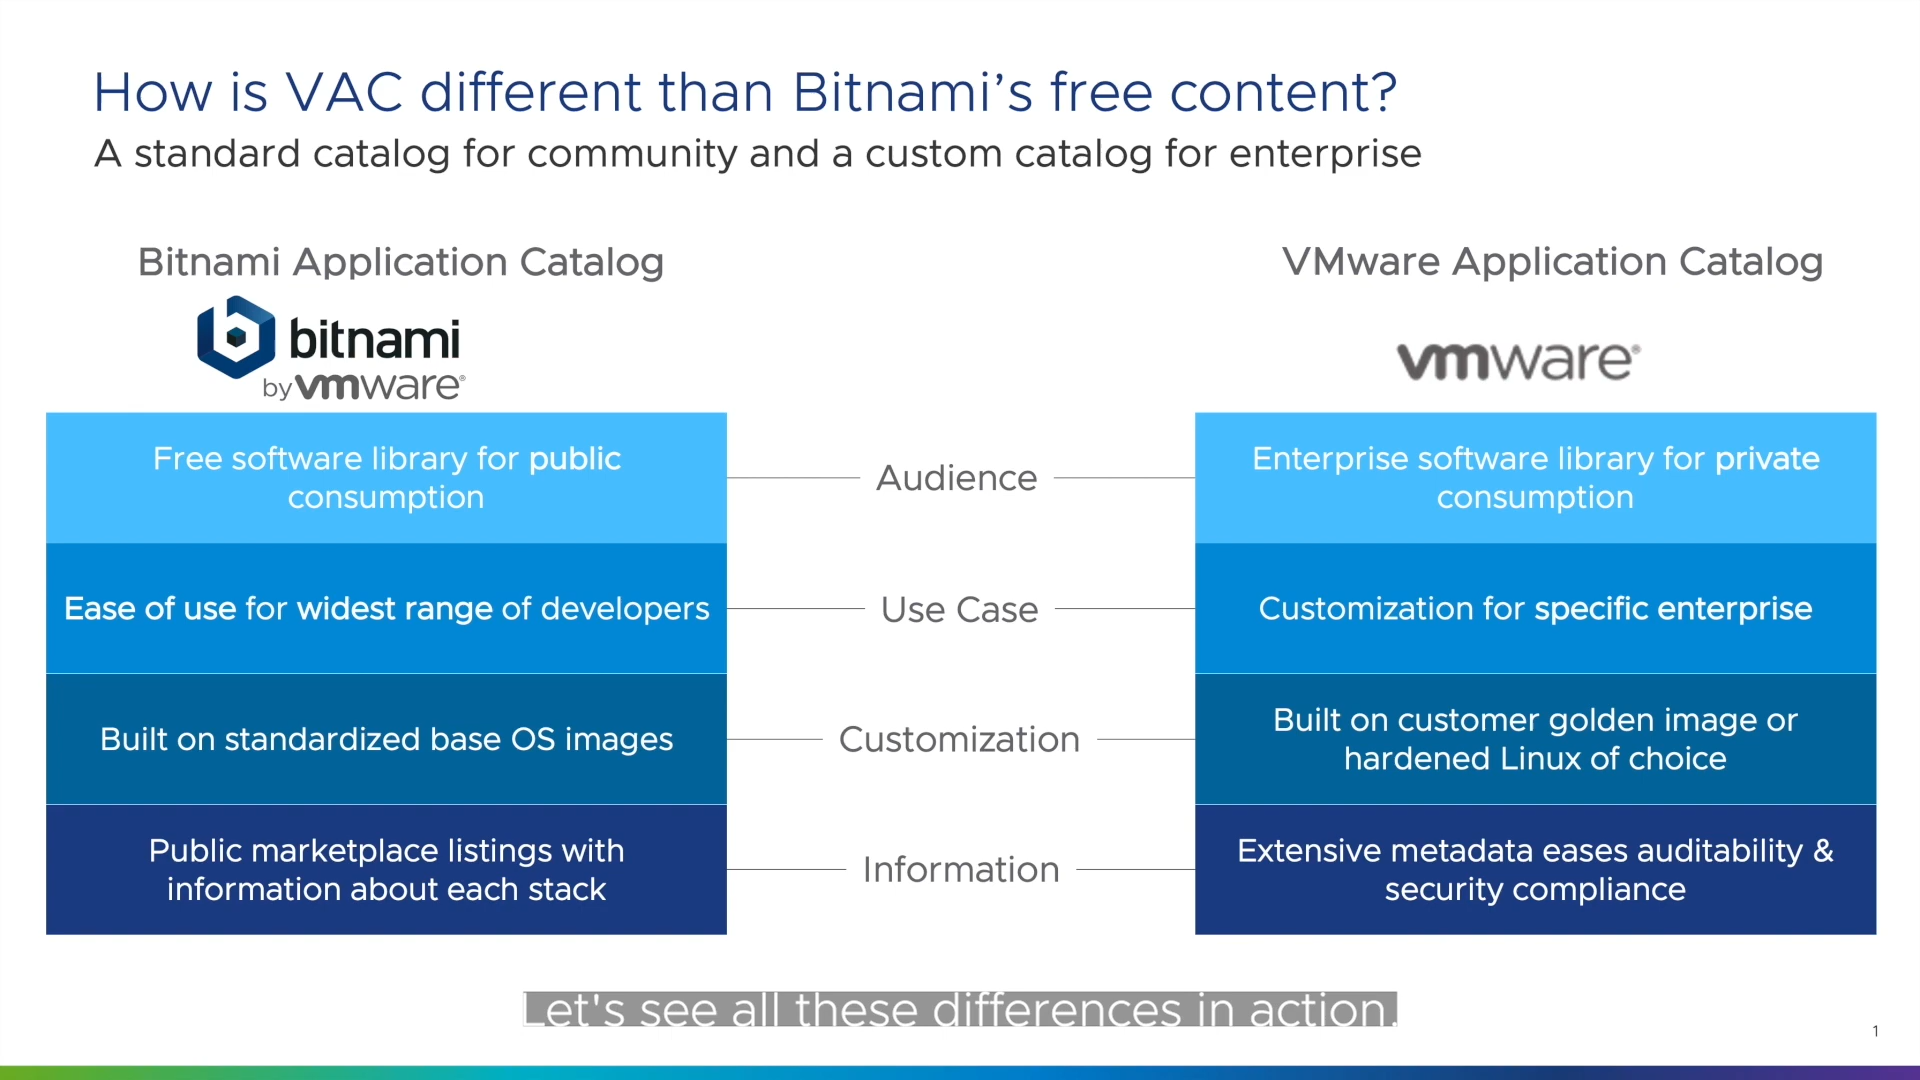 How is VAC different than Bitnami’s free content?
A standard catalog for community and a custom catalog for enterprise
Bitnami Application Catalog
bitnami
by vmware®
VMware Application Catalog
vmware®
Free software library for public
consumption
Audience
Enterprise software library for private
consumption
Ease of use for widest range of developers
Use Case
Customization for specific enterprise
Built on standardized base OS images
Customization
Built on customer golden image or
hardened Linux of choice
Public marketplace listings with
information about each stack
Information
Extensive metadata eases auditability &
security compliance
Let's see all these differences in action.
1